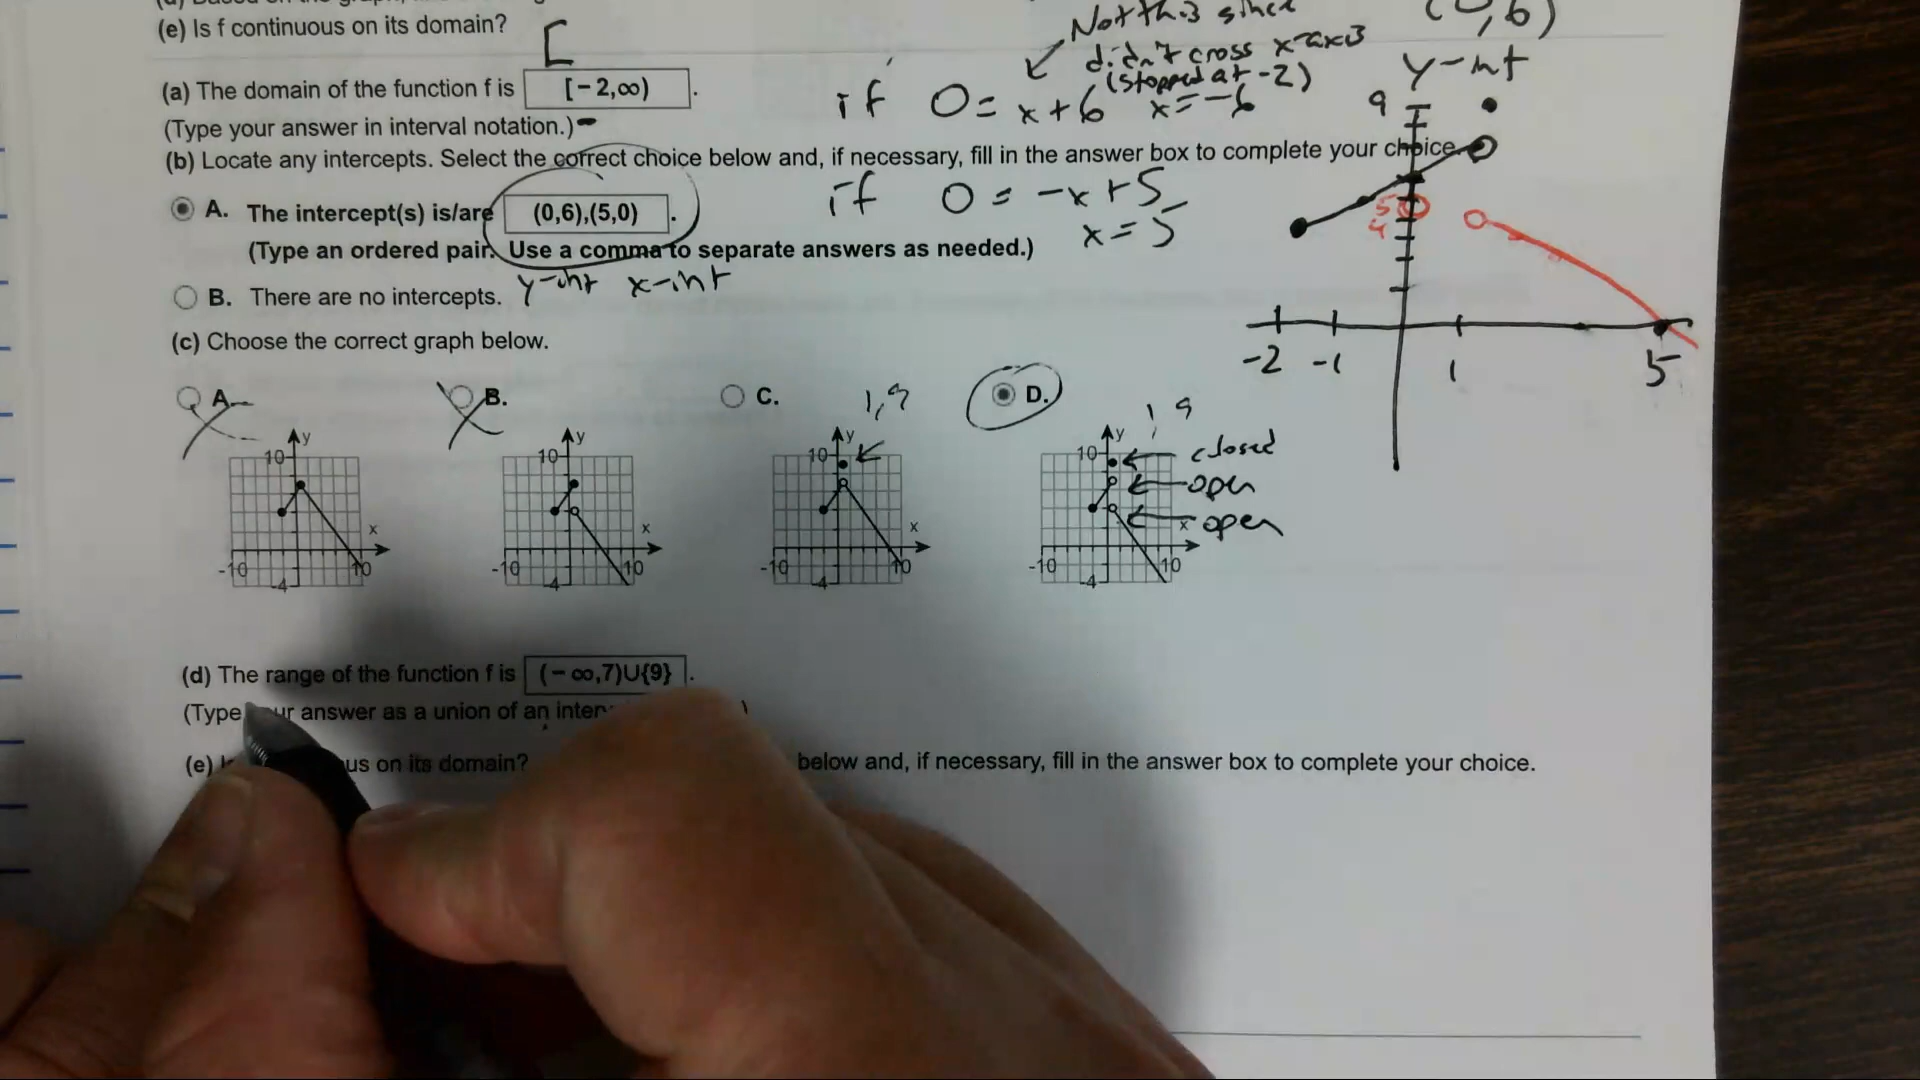 (e) Is f continuous on its domain?
[
Not this since
didn't cross x-axis
(stopped at -2)
,6)
y-int
(a) The domain of the function f is [-2,∞).
if 0 = x+6 x=-6
9
(Type your answer in interval notation.)
(b) Locate any intercepts. Select the correct choice below and, if necessary, fill in the answer box to complete your choice.
if 0 = -x+5
x=5
5
4
A. The intercept(s) is/are (0,6),(5,0).
(Type an ordered pair. Use a comma to separate answers as needed.)
y-int x-int
B. There are no intercepts.
-2 -1 1 5
(c) Choose the correct graph below.
A. B. C. 1,9 D. 1,9
y y y y
10 10 10 10
closed
open
open
x x x x
-10 10 -10 10 -10 10 -10 10
-4 -4 -4 -4
(d) The range of the function f is (-∞,7)U{9}.
(Type ur answer as a union of an inter )
(e) us on its domain? below and, if necessary, fill in the answer box to complete your choice.